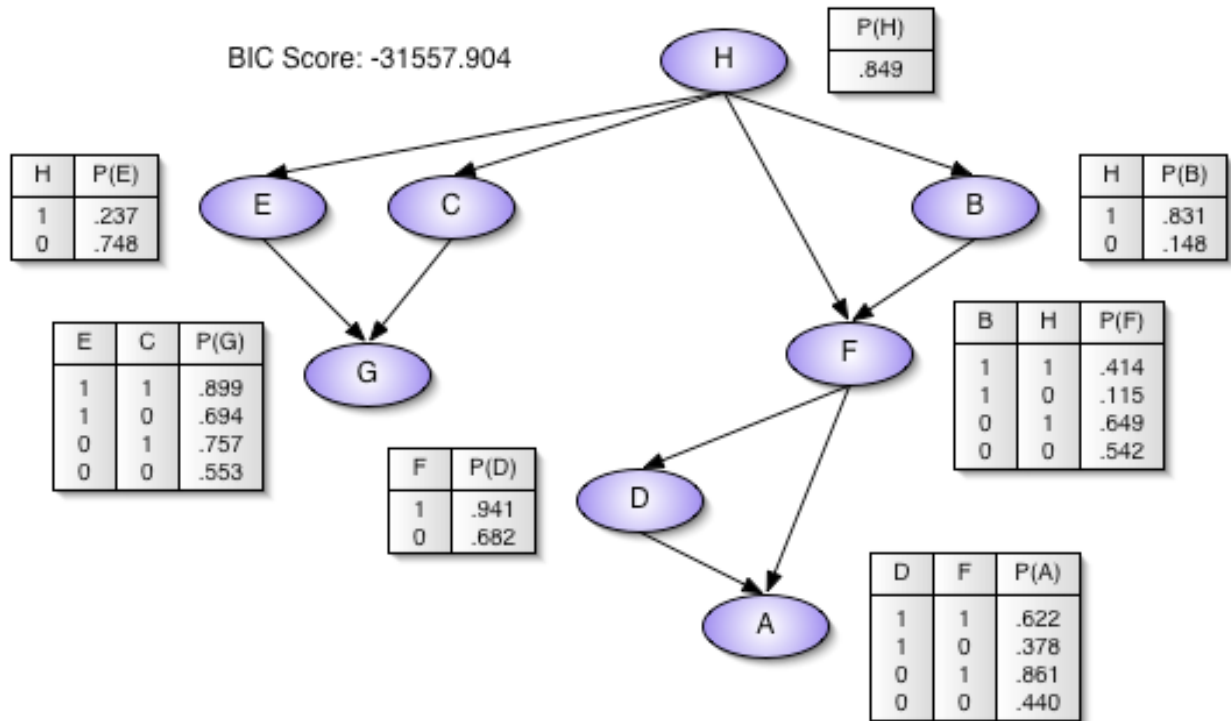 BIC Score: -31557.904
H
P(H)
.849
H P(E)
1 .237
0 .748
E
C
B
H P(B)
1 .831
0 .148
E C P(G)
1 1 .899
1 0 .694
0 1 .757
0 0 .553
G
F
B H P(F)
1 1 .414
1 0 .115
0 1 .649
0 0 .542
F P(D)
1 .941
0 .682
D
A
D F P(A)
1 1 .622
1 0 .378
0 1 .861
0 0 .440